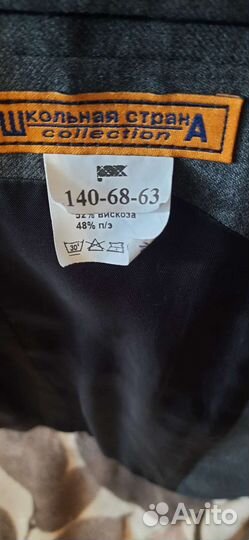 Школьная странА
collection
140-68-63
52% Вискоза
48% п/э
30°
Avito